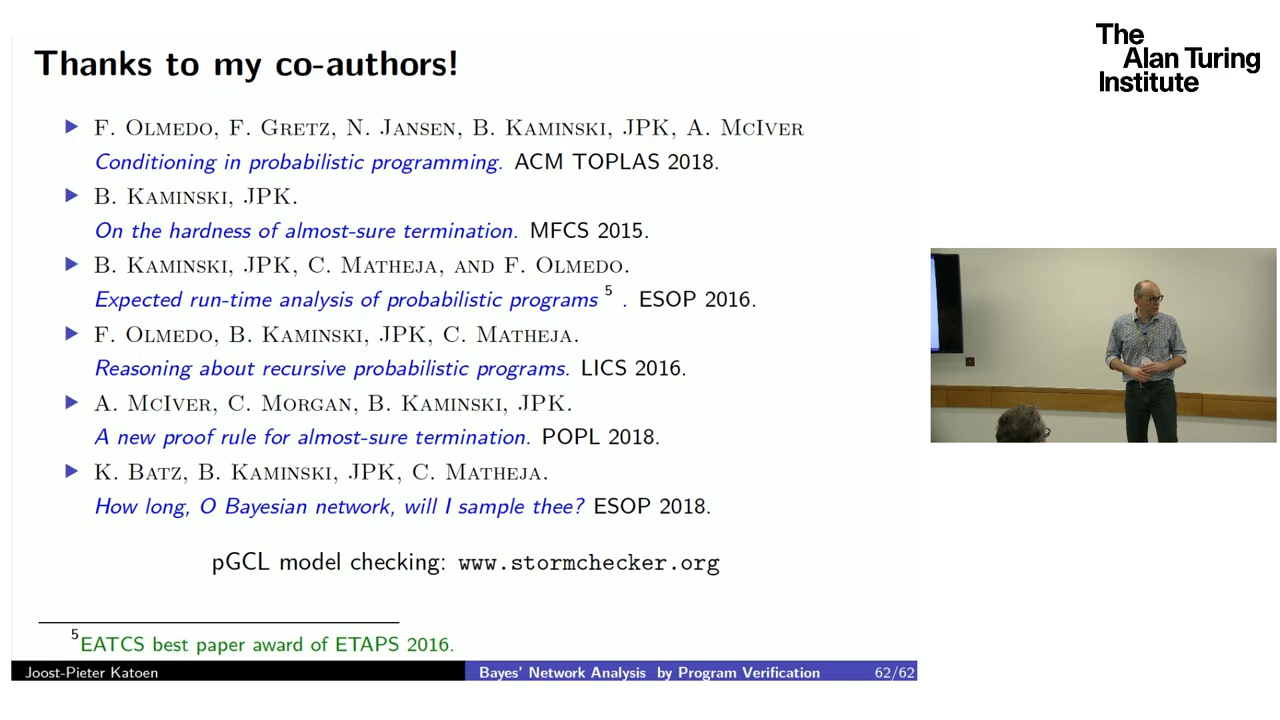 Thanks to my co-authors!
▶ F. Olmedo, F. Gretz, N. Jansen, B. Kaminski, JPK, A. McIver
Conditioning in probabilistic programming. ACM TOPLAS 2018.
▶ B. Kaminski, JPK.
On the hardness of almost-sure termination. MFCS 2015.
▶ B. Kaminski, JPK, C. Matheja, and F. Olmedo.
Expected run-time analysis of probabilistic programs 5 . ESOP 2016.
▶ F. Olmedo, B. Kaminski, JPK, C. Matheja.
Reasoning about recursive probabilistic programs. LICS 2016.
▶ A. McIver, C. Morgan, B. Kaminski, JPK.
A new proof rule for almost-sure termination. POPL 2018.
▶ K. Batz, B. Kaminski, JPK, C. Matheja.
How long, O Bayesian network, will I sample thee? ESOP 2018.
pGCL model checking: www.stormchecker.org
5EATCS best paper award of ETAPS 2016.
Joost-Pieter Katoen Bayes' Network Analysis by Program Verification 62/62
The
Alan Turing
Institute